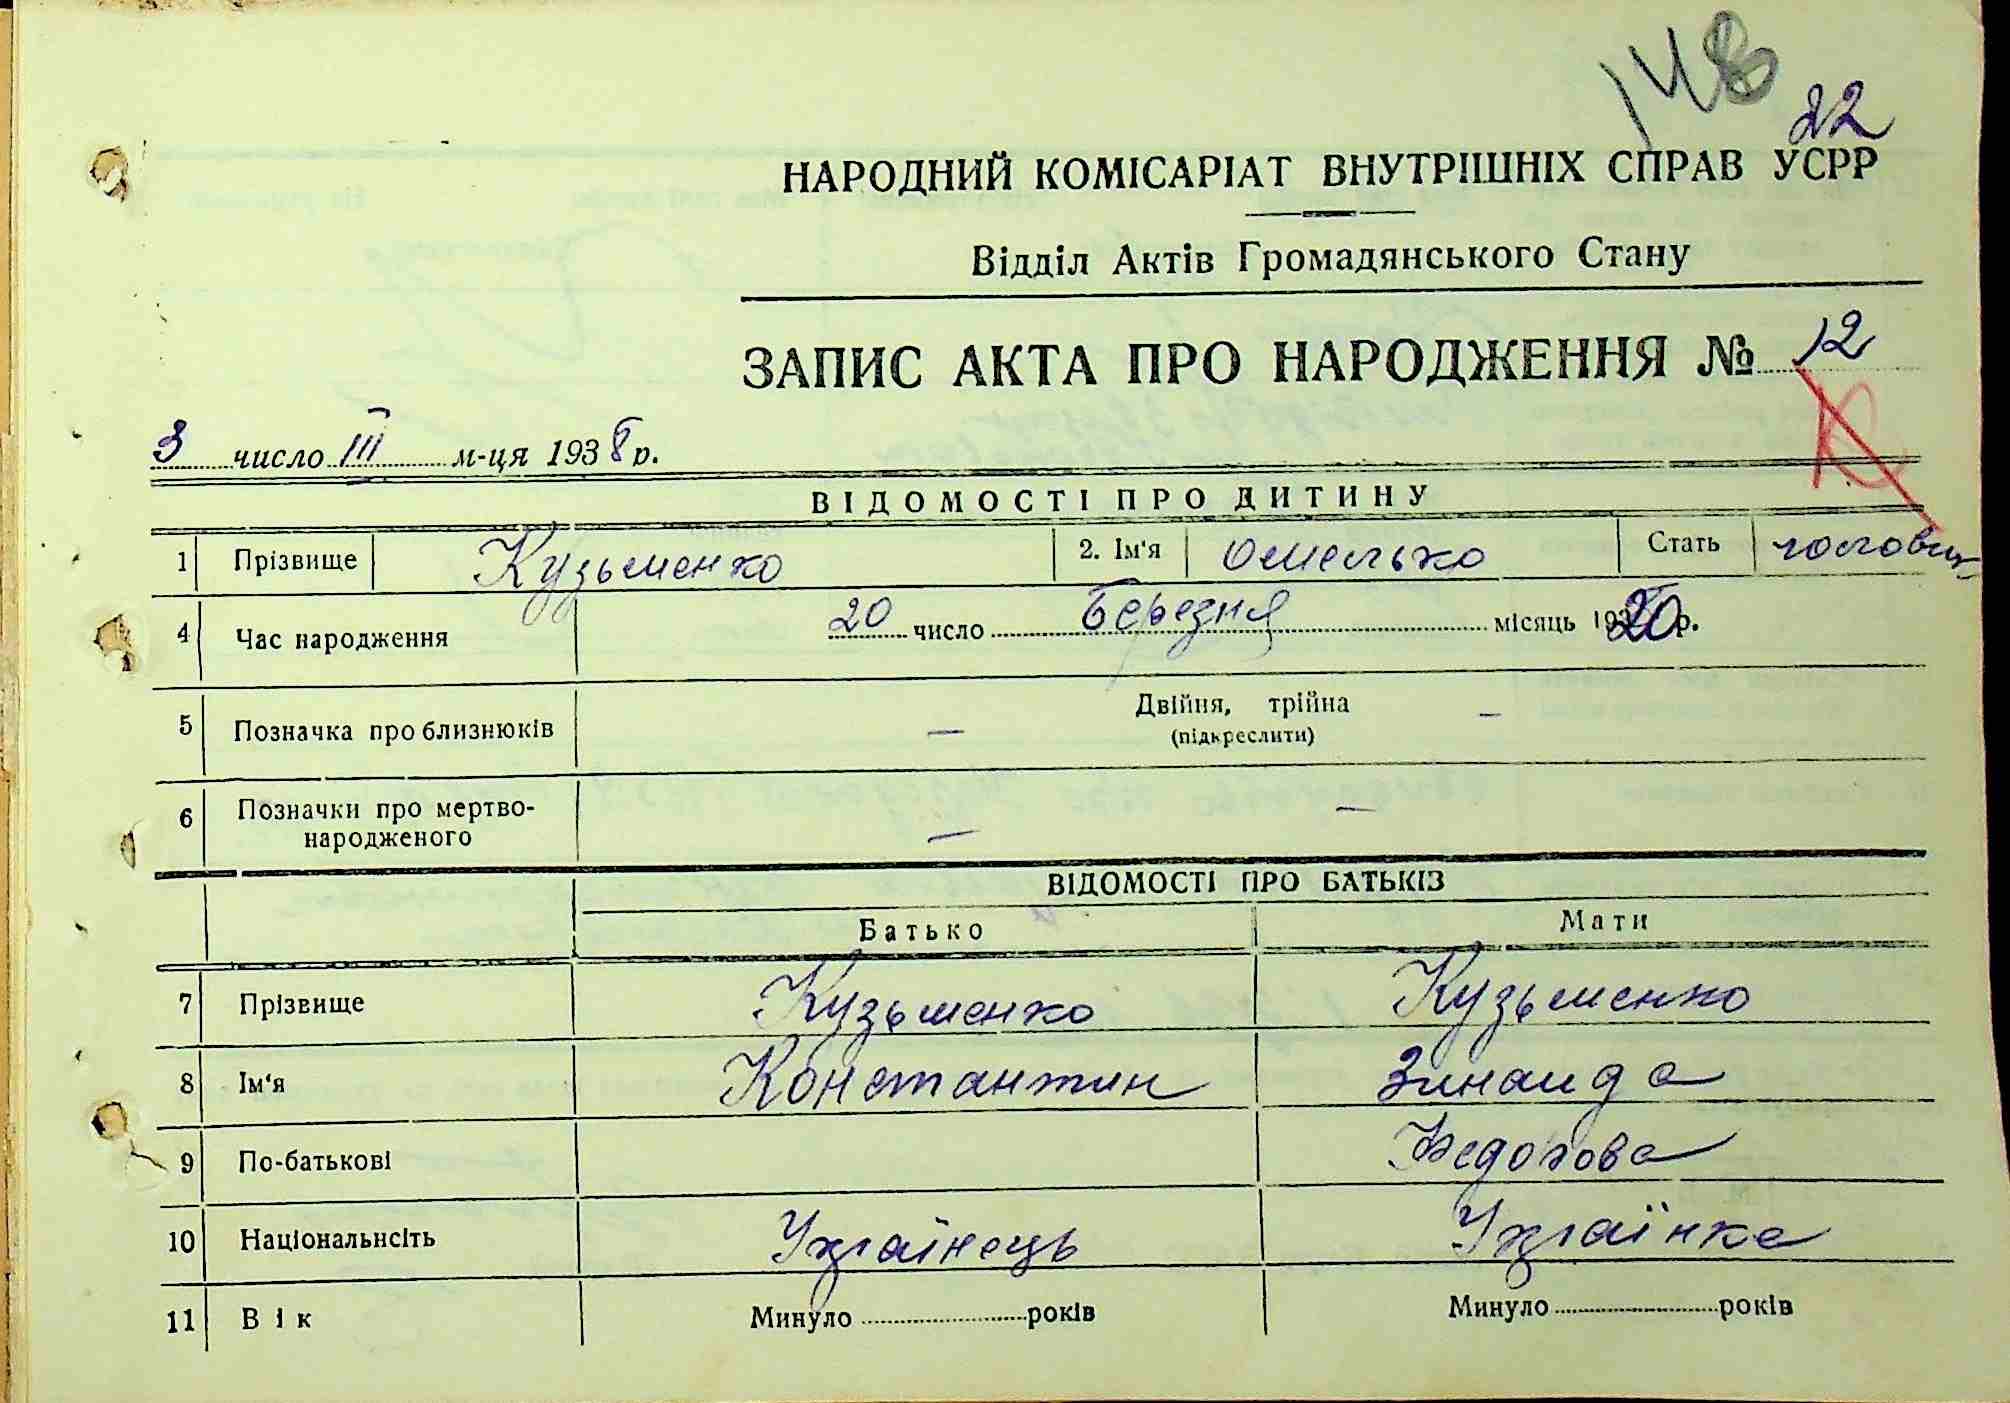 148
22
НАРОДНИЙ КОМІСАРІАТ ВНУТРІШНІХ СПРАВ УСРР
Відділ Актів Громадянського Стану
ЗАПИС АКТА ПРО НАРОДЖЕННЯ № 12
3 число III м-ця 1938 р.
ВІДОМОСТІ ПРО ДИТИНУ
1 Прізвище Кузьменко 2. Ім'я Омелько Стать чоловіч
4 Час народження 20 число Березня місяць 1920 р.
5 Позначка про близнюків — Двійня, трійна —
(підкреслити)
6 Позначки про мертво-
народженого — —
ВІДОМОСТІ ПРО БАТЬКІВ
Батько Мати
7 Прізвище Кузьменко Кузьменко
8 Ім'я Константин Зинаида
9 По-батькові Федорова
10 Національність Українець Українка
11 Вік Минуло років Минуло років